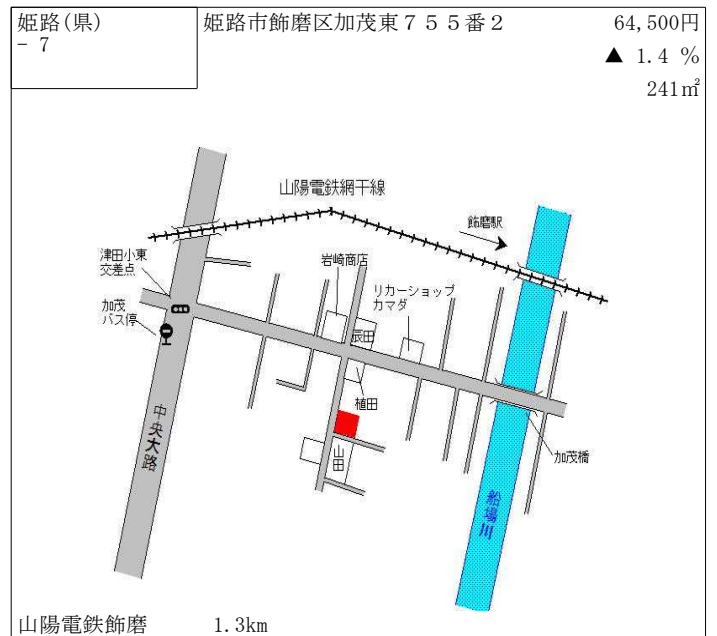 姫路(県)
－ 7
姫路市飾磨区加茂東７５５番２
64,500円
▲ 1.4 %
241㎡
山陽電鉄網干線
飾磨駅
津田小東
交差点
岩崎商店
リカーショップ
カマダ
加茂
バス停
辰田
植田
中央大路
山田
加茂橋
船場川
山陽電鉄飾磨 1.3km